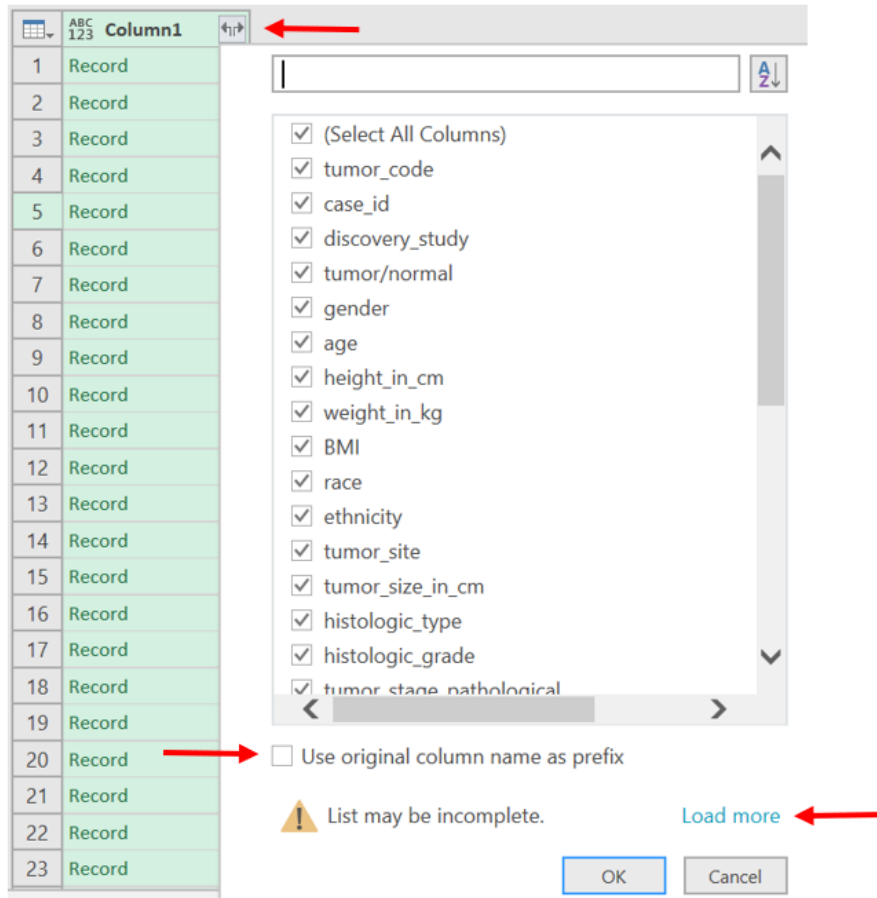 ABC
123 Column1
1 Record
2 Record
3 Record
4 Record
5 Record
6 Record
7 Record
8 Record
9 Record
10 Record
11 Record
12 Record
13 Record
14 Record
15 Record
16 Record
17 Record
18 Record
19 Record
20 Record
21 Record
22 Record
23 Record
A
Z
(Select All Columns)
tumor_code
case_id
discovery_study
tumor/normal
gender
age
height_in_cm
weight_in_kg
BMI
race
ethnicity
tumor_site
tumor_size_in_cm
histologic_type
histologic_grade
tumor_stage_pathological
Use original column name as prefix
List may be incomplete. Load more
OK Cancel